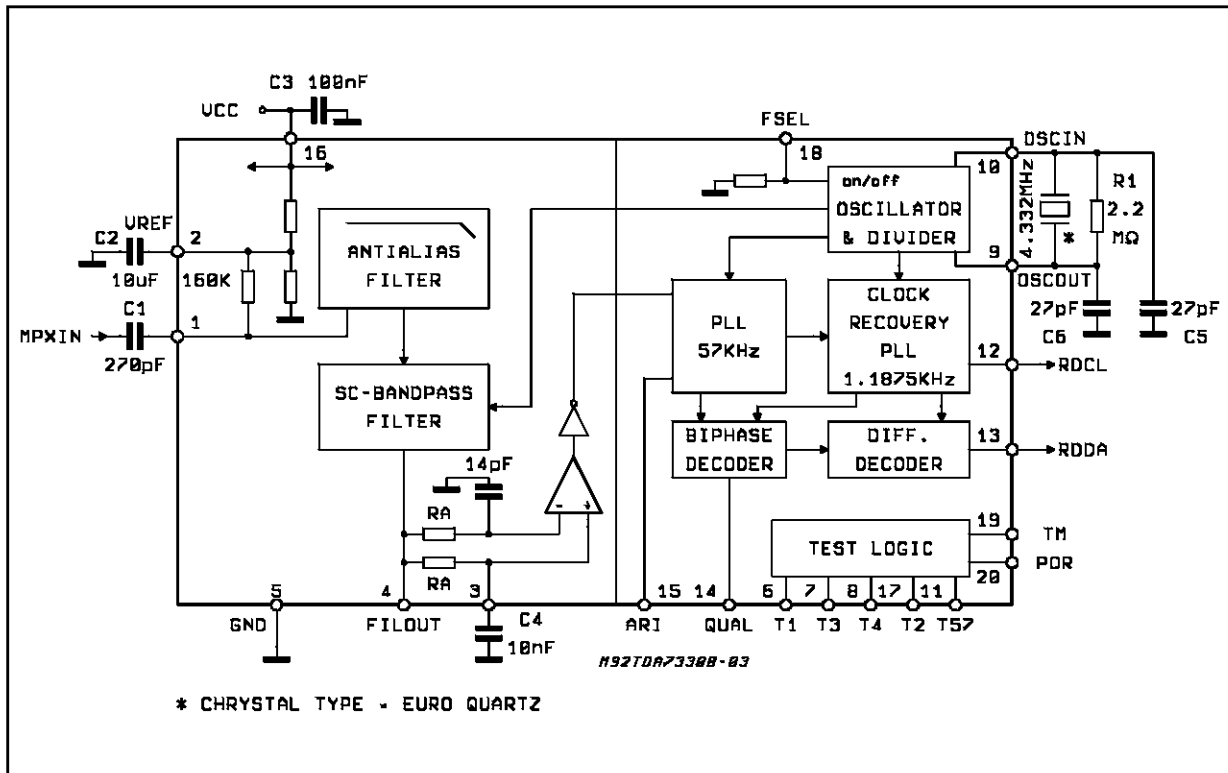 C3 100nF
VCC
FSEL
OSCIN
16
18
10
on/off
OSCILLATOR
& DIVIDER
9
4.332MHz
*
R1
2.2
MΩ
OSCOUT
VREF
C2
2
10uF
160K
ANTIALIAS
FILTER
C1
MPXIN
1
270pF
PLL
57KHz
CLOCK
RECOVERY
PLL
1.1875KHz
27pF
C6
27pF
C5
12
RDCL
SC-BANDPASS
FILTER
BIPHASE
DECODER
DIFF.
DECODER
13
RDDA
14pF
- +
RA
RA
TEST LOGIC
19
TM
POR
20
5
4
3
15
14
6
7
8
17
11
GND
FILOUT
C4
10nF
ARI
QUAL
T1
T3
T4
T2
T57
M92TDA7330B-03
* CHRYSTAL TYPE = EURO QUARTZ